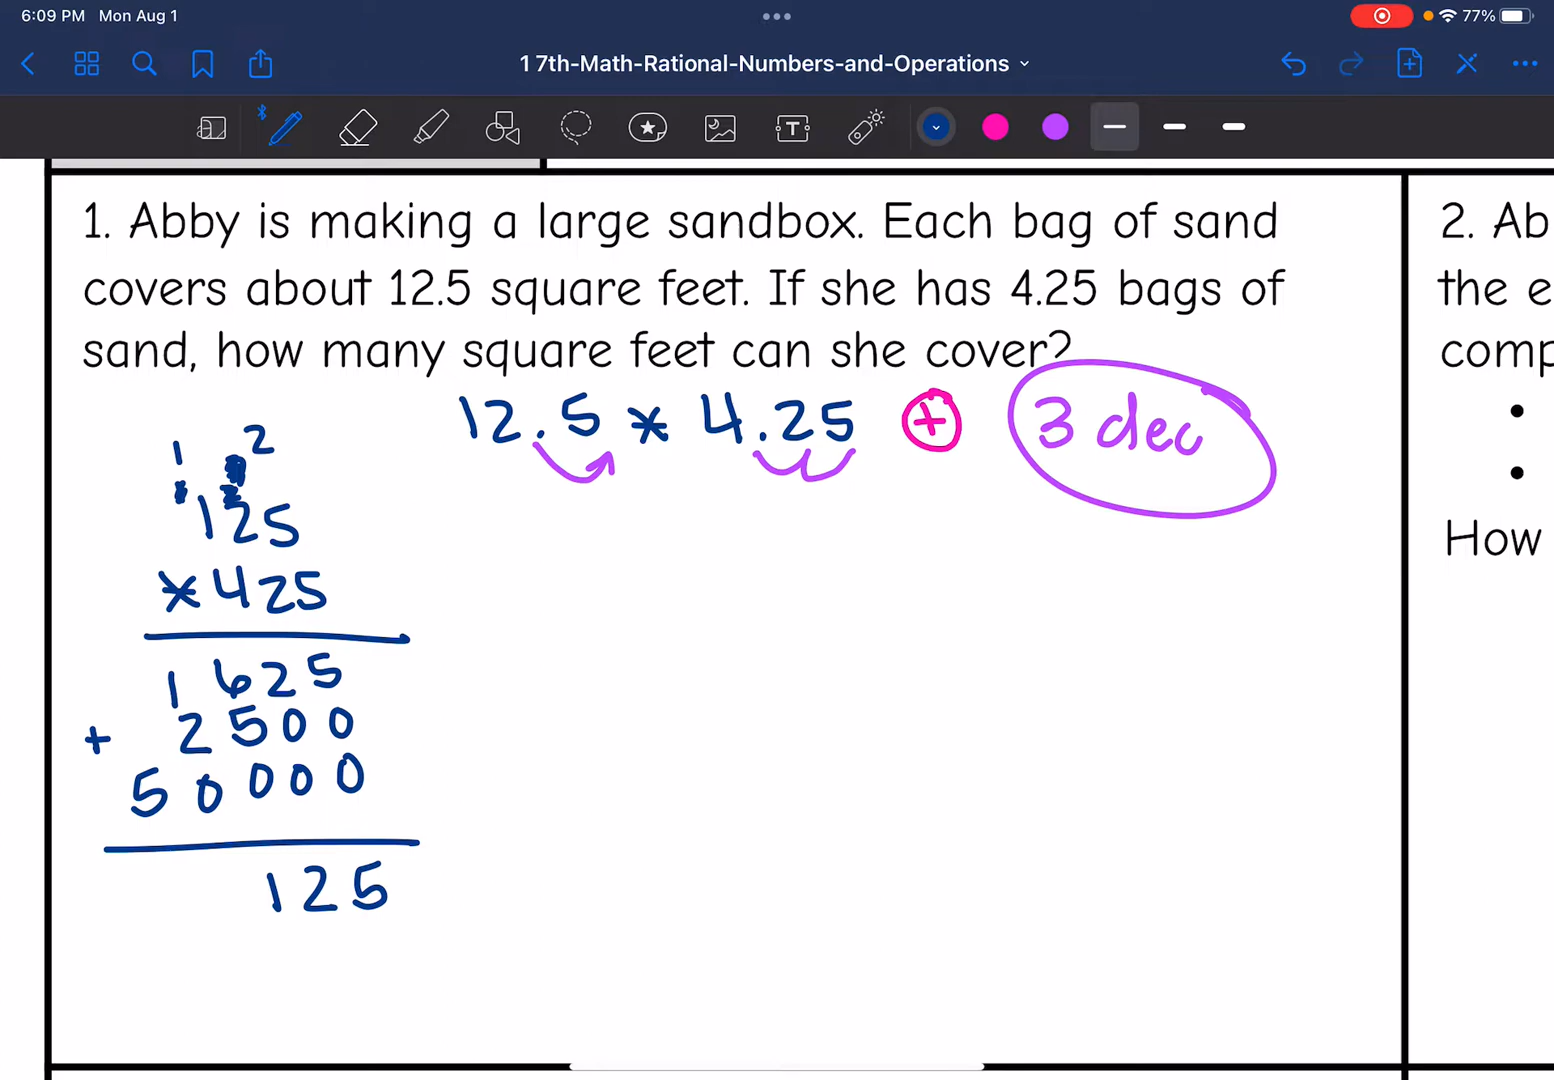 6:09 PM Mon Aug 1
77%
1 7th-Math-Rational-Numbers-and-Operations
T
1. Abby is making a large sandbox. Each bag of sand
covers about 12.5 square feet. If she has 4.25 bags of
sand, how many square feet can she cover?
12.5 * 4.25 + 3 dec
1 2
125
* 425
1625
+ 2500
50000
125
2. Ab
the e
comp
•
•
How